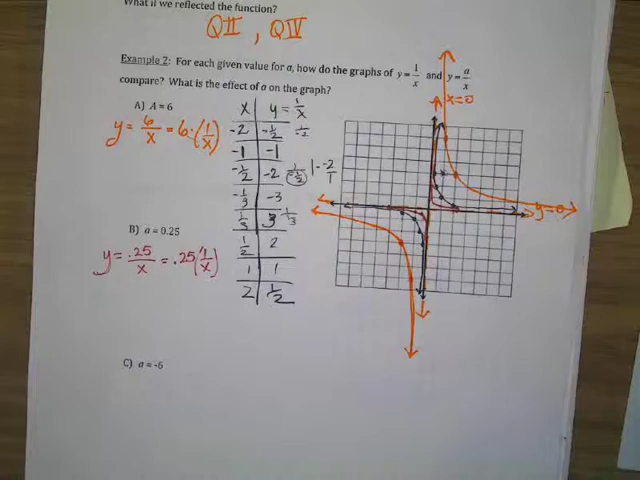 What if we reflected the function?
QII , QIV
Example 2: For each given value for a, how do the graphs of y = 1/x and y = a/x
compare? What is the effect of a on the graph?
x=0
A) A = 6
y = 6/x = 6·(1/x)
x | y = 1/x
-2 | -1/2
-1 | -1
-1/2 | -2
-1/3 | -3
1/3 | 3
1/2 | 2
1 | 1
2 | 1/2
y=0
B) a = 0.25
y = .25/x = .25(1/x)
C) a = -6